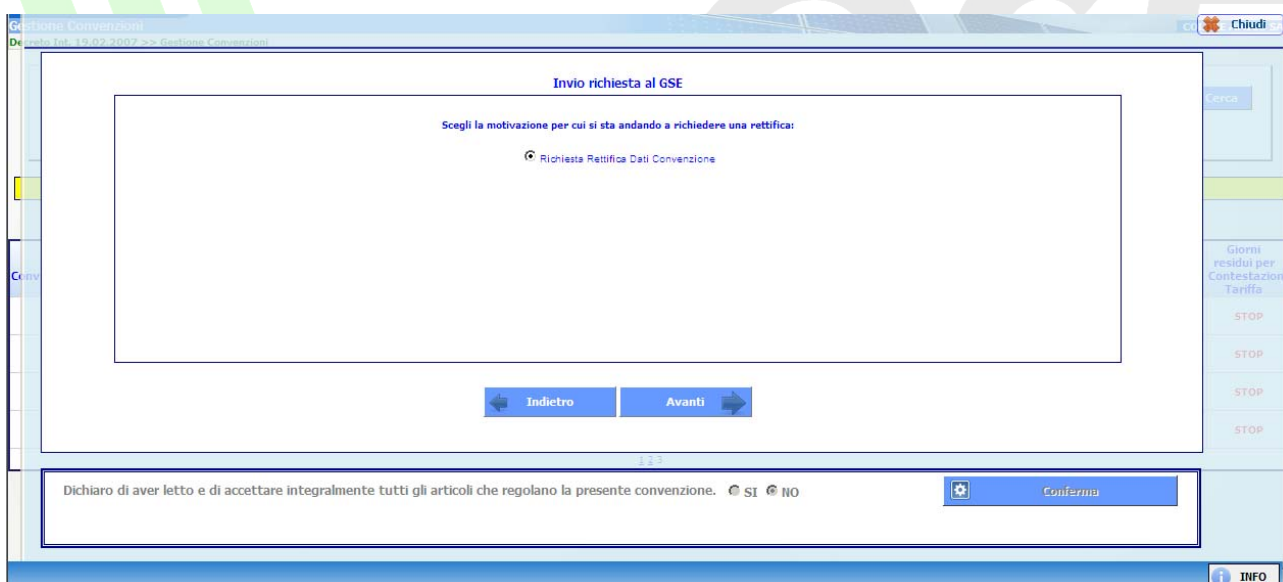 Gestione Convenzioni
Chiudi
Decreto Int. 19.02.2007 >> Gestione Convenzioni
Invio richiesta al GSE
Cerca
Scegli la motivazione per cui si sta andando a richiedere una rettifica:
Richiesta Rettifica Dati Convenzione
Conv
Giorni
residui per
Contestazion
Tariffa
STOP
STOP
STOP
STOP
Indietro
Avanti
1 2 3
Dichiaro di aver letto e di accettare integralmente tutti gli articoli che regolano la presente convenzione. SI NO
Conferma
INFO